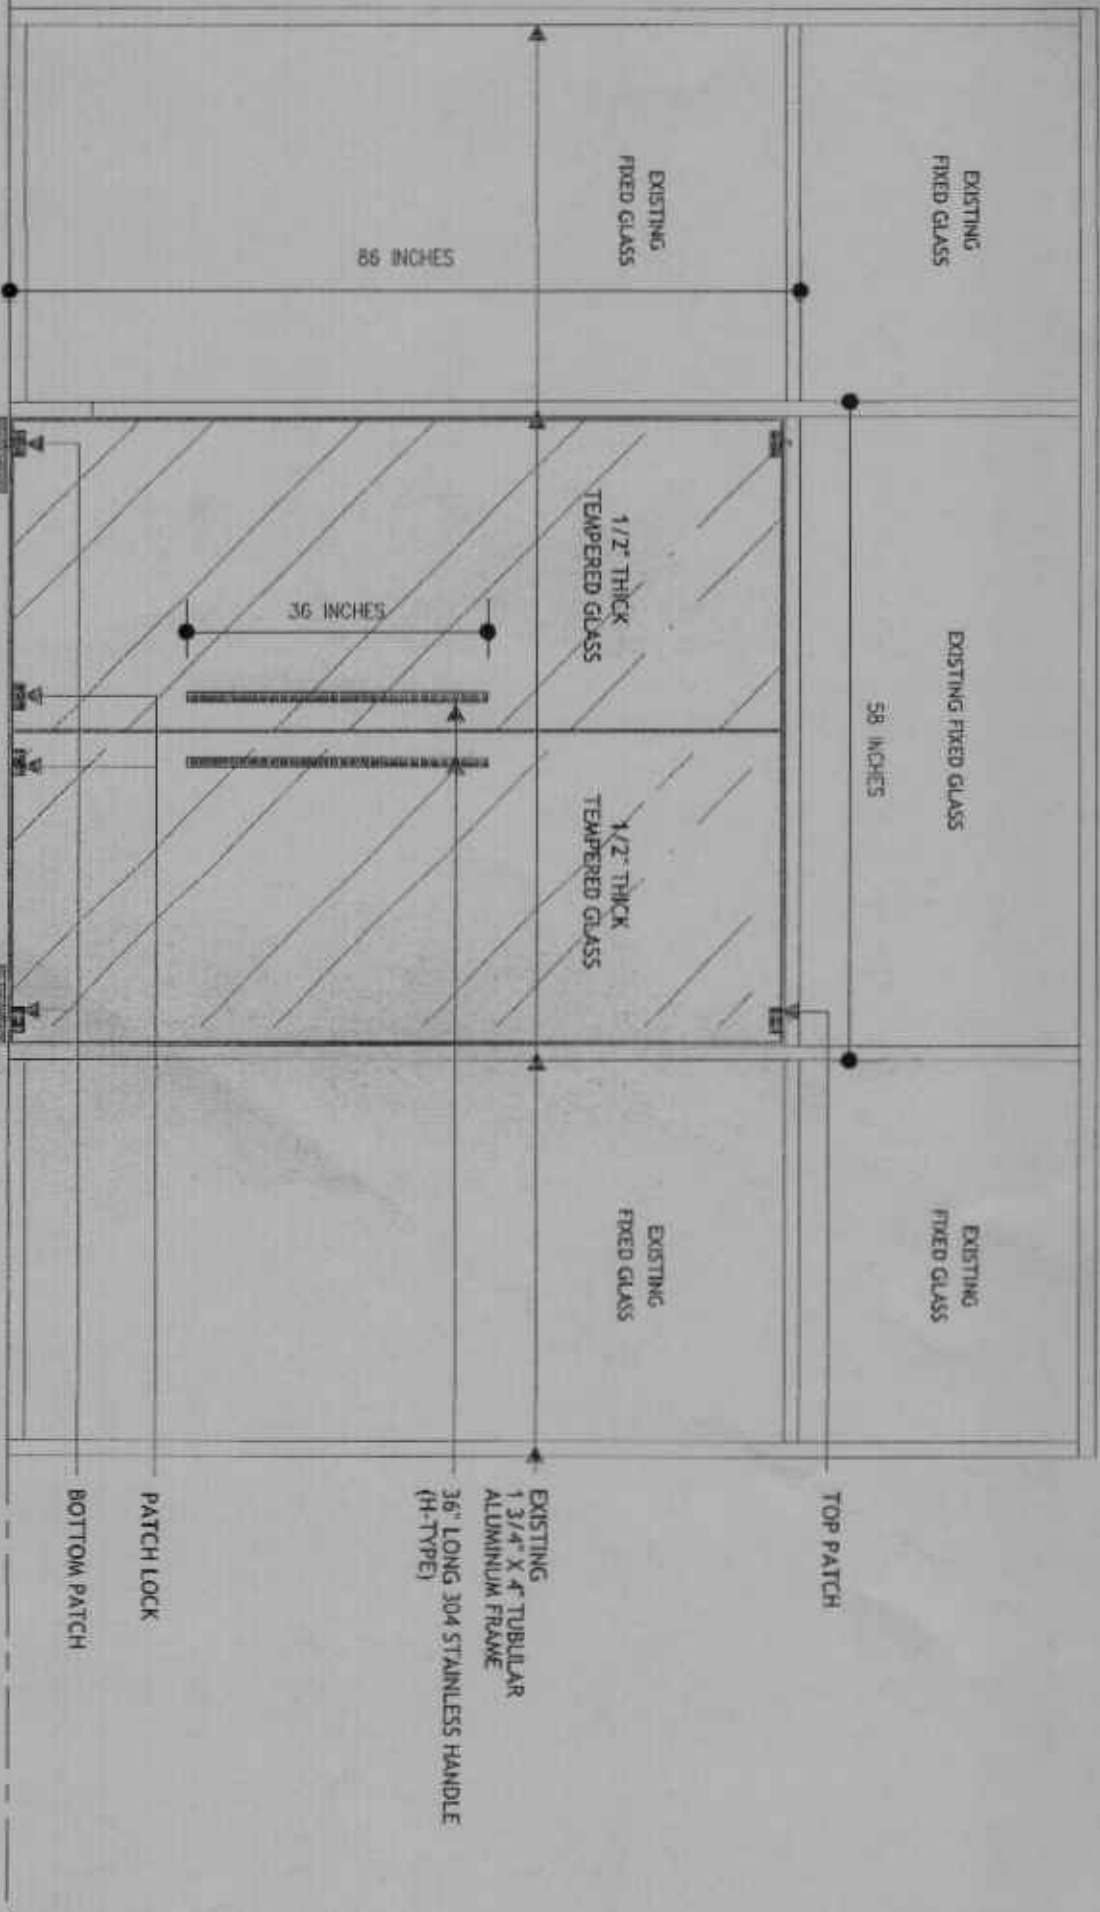 EXISTING
FIXED GLASS
EXISTING FIXED GLASS
EXISTING
FIXED GLASS
58 INCHES
TOP PATCH
EXISTING
FIXED GLASS
1/2" THICK
TEMPERED GLASS
1/2" THICK
TEMPERED GLASS
EXISTING
FIXED GLASS
86 INCHES
36 INCHES
EXISTING
1 3/4" X 4" TUBULAR
ALUMINUM FRAME
36" LONG 304 STAINLESS HANDLE
(H-TYPE)
PATCH LOCK
BOTTOM PATCH